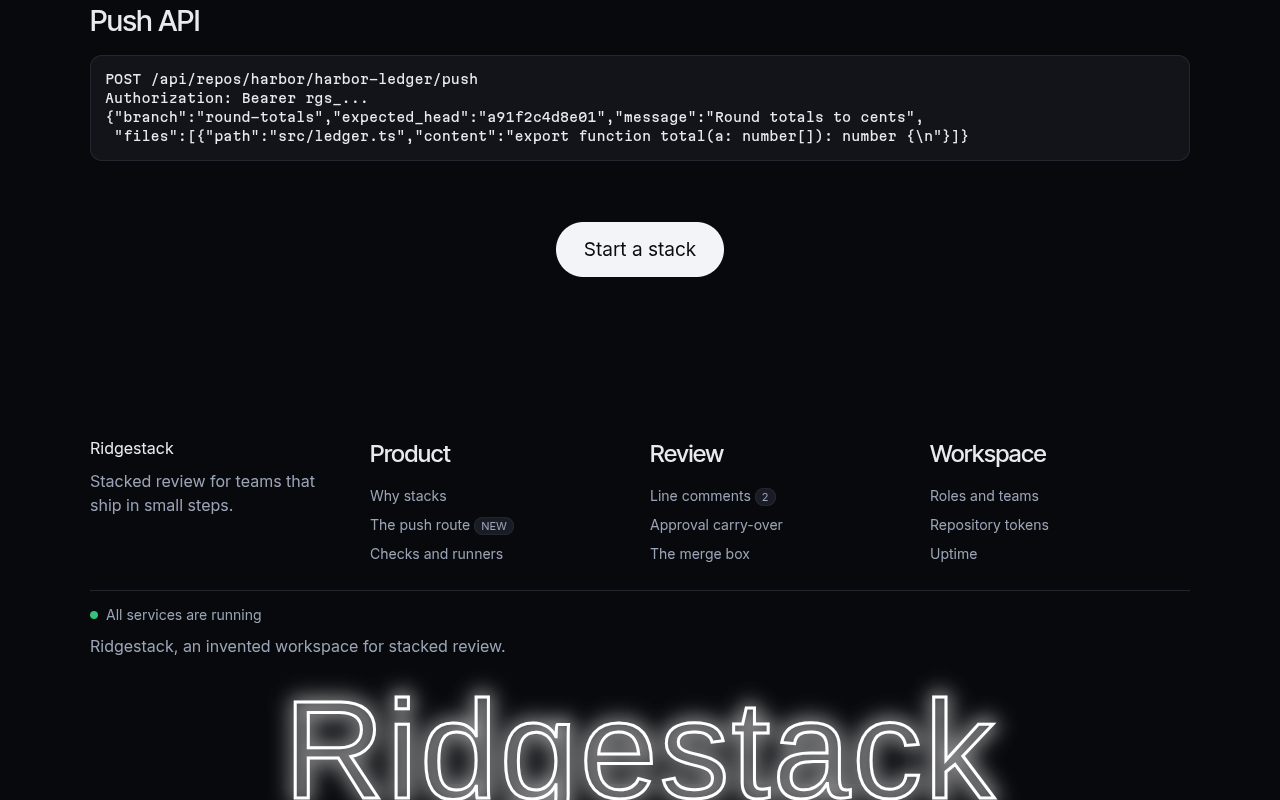 Push API
POST /api/repos/harbor/harbor-ledger/push
Authorization: Bearer rgs_...
{"branch":"round-totals","expected_head":"a91f2c4d8e01","message":"Round totals to cents",
 "files":[{"path":"src/ledger.ts","content":"export function total(a: number[]): number {\n"}]}
Start a stack
Ridgestack
Stacked review for teams that
ship in small steps.
Product
Why stacks
The push route NEW
Checks and runners
Review
Line comments 2
Approval carry-over
The merge box
Workspace
Roles and teams
Repository tokens
Uptime
All services are running
Ridgestack, an invented workspace for stacked review.
Ridgestack